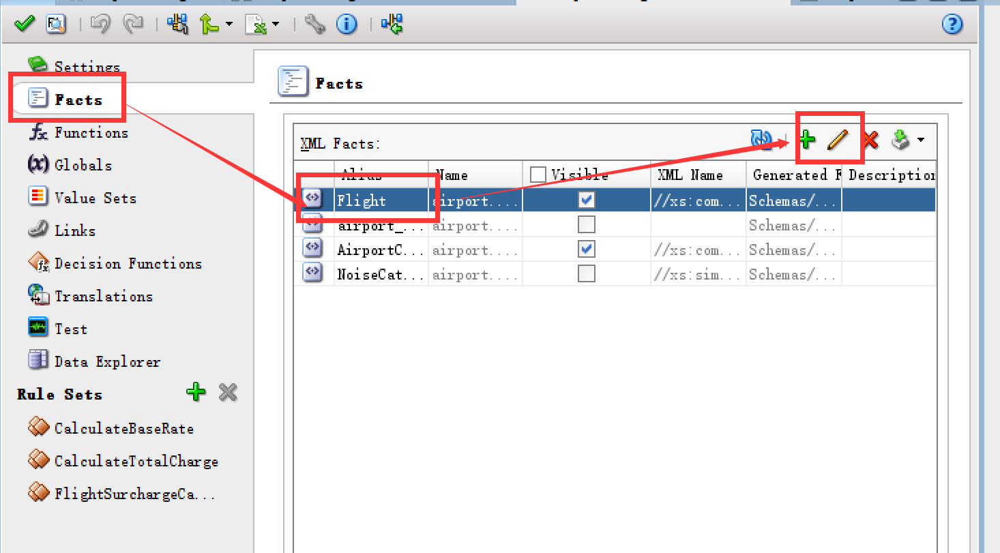 Settings
Facts
Functions
Globals
Value Sets
Links
Decision Functions
Translations
Test
Data Explorer
Rule Sets
CalculateBaseRate
CalculateTotalCharge
FlightSurchargeCa...
Facts
XML Facts:
Alias Name Visible XML Name Generated F Description
Flight airport.... //xs:com... Schemas/...
airport_... airport.... Schemas/...
AirportC... airport.... //xs:com... Schemas/...
NoiseCat... airport.... //xs:sim... Schemas/...